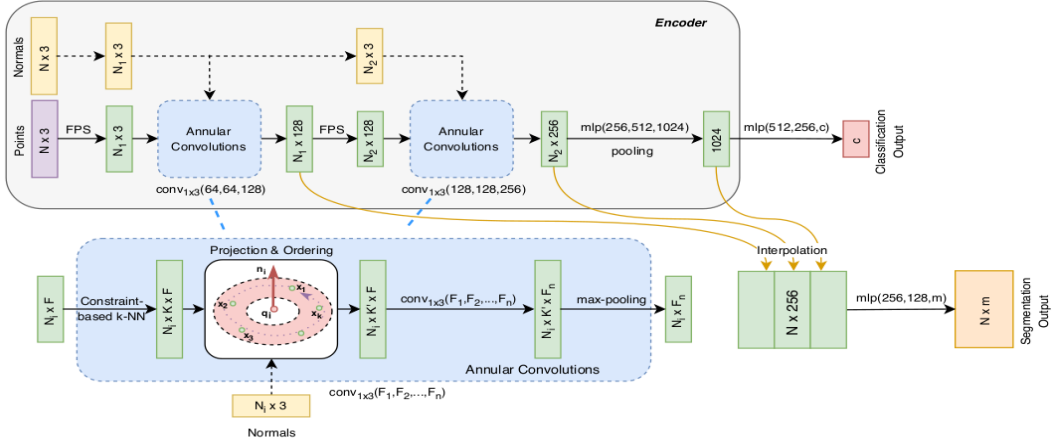 Encoder
Normals
N x 3
N₁ x 3
N₂ x 3
Points
N x 3
FPS
N₁ x 3
Annular
Convolutions
conv₁ₓ₃(64,64,128)
N₁ x 128
FPS
N₂ x 128
Annular
Convolutions
conv₁ₓ₃(128,128,256)
N₂ x 256
mlp(256,512,1024)
pooling
1024
mlp(512,256,c)
c
Classification
Output
Projection & Ordering
Nᵢ x F
Constraint-
based k-NN
Nᵢ x K x F
nᵢ
x₁
x₂
xₖ
qᵢ
x₃
Nᵢ x K' x F
conv₁ₓ₃(F₁,F₂,...,Fₙ)
Nᵢ x K' x Fₙ
max-pooling
Nᵢ x Fₙ
Annular Convolutions
conv₁ₓ₃(F₁,F₂,...,Fₙ)
Nᵢ x 3
Normals
Interpolation
N x 256
mlp(256,128,m)
N x m
Segmentation
Output